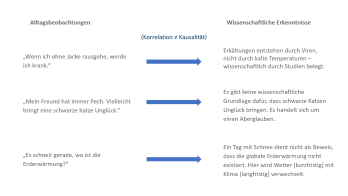 Alltagsbeobachtungen
Wissenschaftliche Erkenntnisse
(Korrelation ≠ Kausalität)
„Wenn ich ohne Jacke rausgehe, werde
ich krank.“
Erkältungen entstehen durch Viren,
nicht durch kalte Temperaturen –
wissenschaftlich durch Studien belegt.
„Mein Freund hat immer Pech. Vielleicht
bringt eine schwarze Katze Unglück.“
Es gibt keine wissenschaftliche
Grundlage dafür, dass schwarze Katzen
Unglück bringen. Es handelt sich um
einen Aberglauben.
„Es schneit gerade, wo ist die
Erderwärmung?“
Ein Tag mit Schnee dient nicht als Beweis,
dass die globale Erderwärmung nicht
existiert. Hier wird Wetter (kurzfristig) mit
Klima (langfristig) verwechselt.